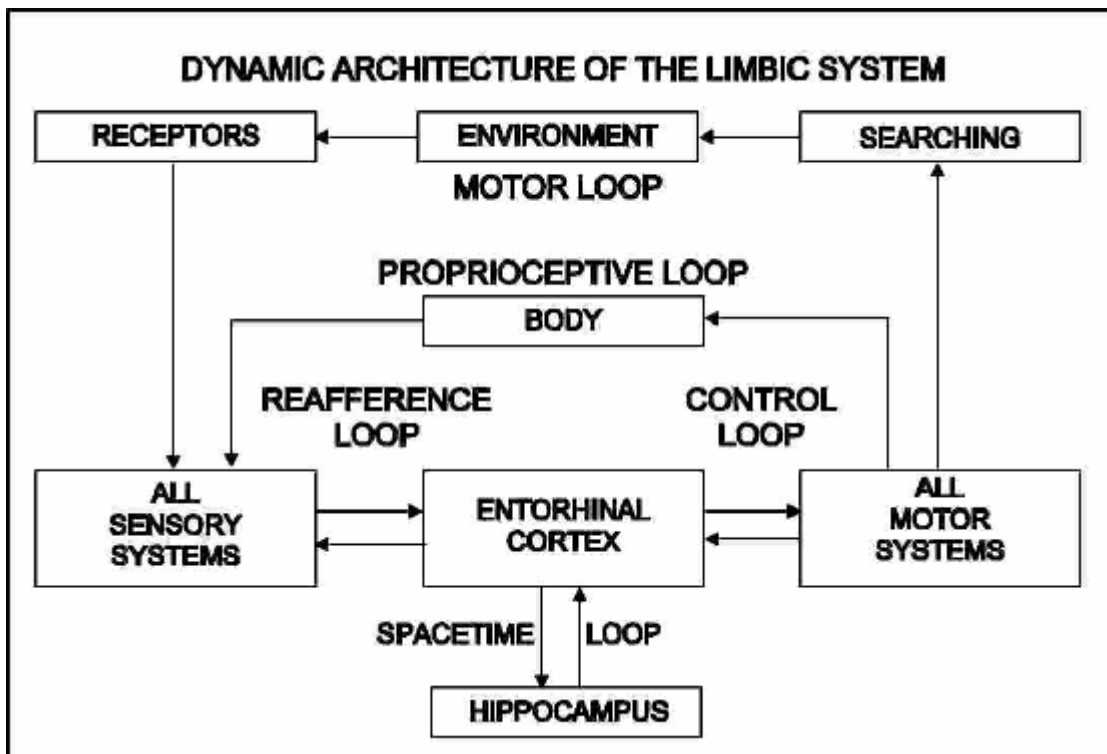 DYNAMIC ARCHITECTURE OF THE LIMBIC SYSTEM
RECEPTORS
ENVIRONMENT
SEARCHING
MOTOR LOOP
PROPRIOCEPTIVE LOOP
BODY
REAFFERENCE
LOOP
CONTROL
LOOP
ALL
SENSORY
SYSTEMS
ENTORHINAL
CORTEX
ALL
MOTOR
SYSTEMS
SPACETIME LOOP
HIPPOCAMPUS